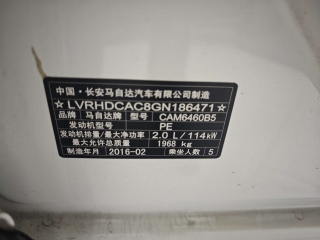 中国·长安马自达汽车有限公司制造
☆LVRHDCAC8GN186471☆
品牌 马自达牌 型号 CAM6460B5
发动机型号 PE
发动机排量/最大净功率 2.0 L/114kW
最大允许总质量 1968 kg
制造年月 2016-02 乘坐人数 5